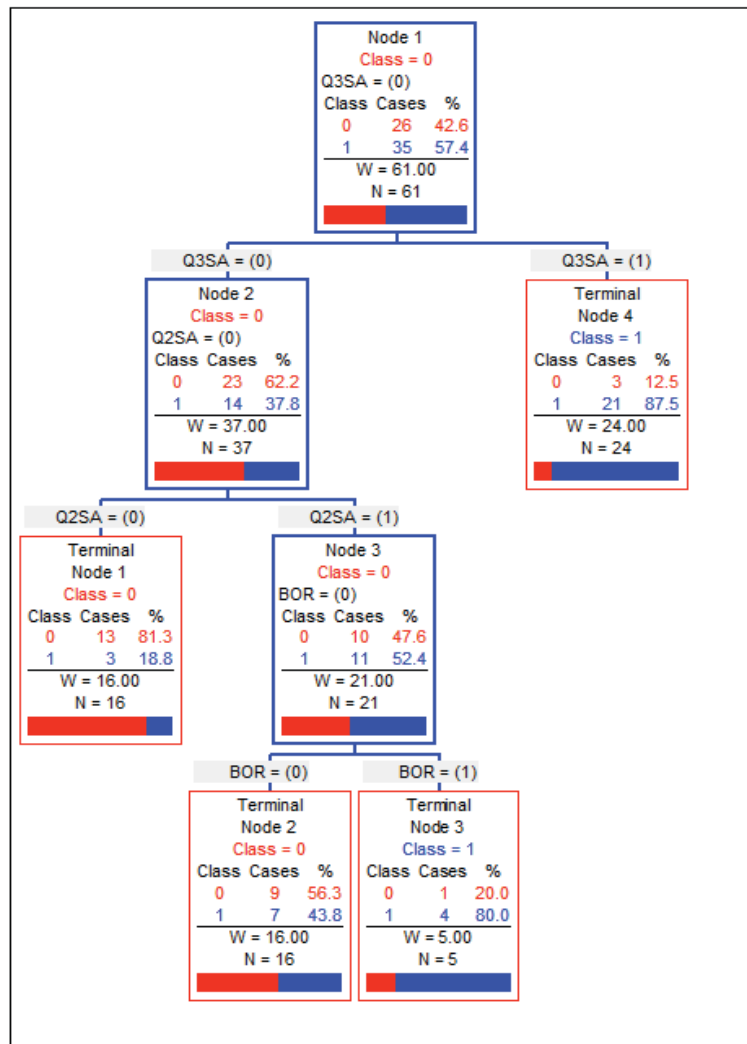 Node 1
Class = 0
Q3SA = (0)
Class Cases %
0 26 42.6
1 35 57.4
W = 61.00
N = 61
Q3SA = (0)
Q3SA = (1)
Node 2
Class = 0
Q2SA = (0)
Class Cases %
0 23 62.2
1 14 37.8
W = 37.00
N = 37
Terminal
Node 4
Class = 1
Class Cases %
0 3 12.5
1 21 87.5
W = 24.00
N = 24
Q2SA = (0)
Q2SA = (1)
Terminal
Node 1
Class = 0
Class Cases %
0 13 81.3
1 3 18.8
W = 16.00
N = 16
Node 3
Class = 0
BOR = (0)
Class Cases %
0 10 47.6
1 11 52.4
W = 21.00
N = 21
BOR = (0)
BOR = (1)
Terminal
Node 2
Class = 0
Class Cases %
0 9 56.3
1 7 43.8
W = 16.00
N = 16
Terminal
Node 3
Class = 1
Class Cases %
0 1 20.0
1 4 80.0
W = 5.00
N = 5